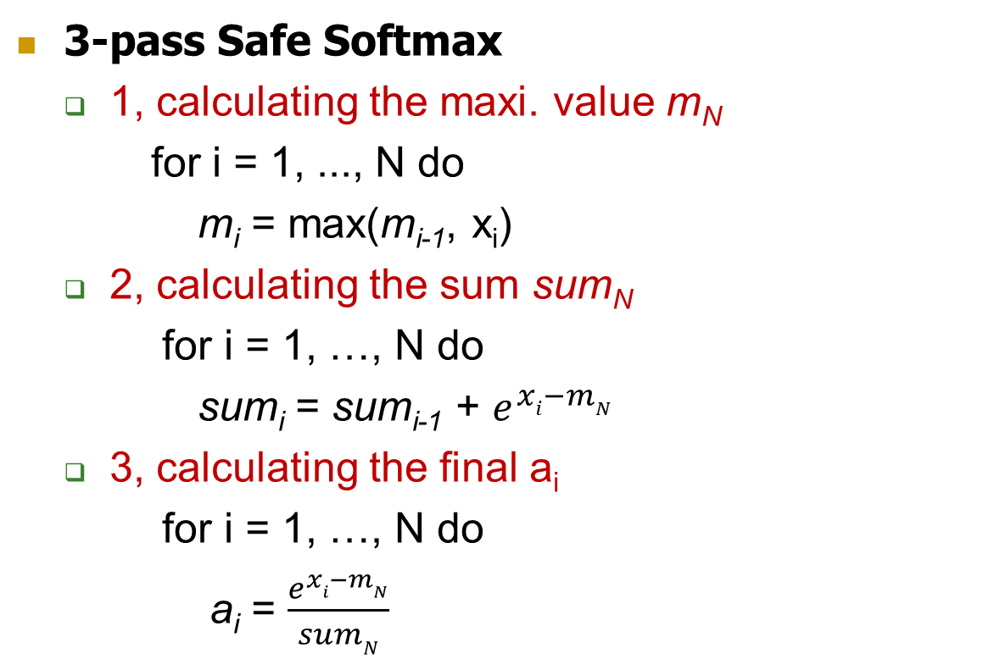 3-pass Safe Softmax
1, calculating the maxi. value m_N
for i = 1, ..., N do
m_i = max(m_{i-1}, x_i)
2, calculating the sum sum_N
for i = 1, …, N do
sum_i = sum_{i-1} + e^{x_i−m_N}
3, calculating the final a_i
for i = 1, …, N do
a_i = \frac{e^{x_i−m_N}}{sum_N}